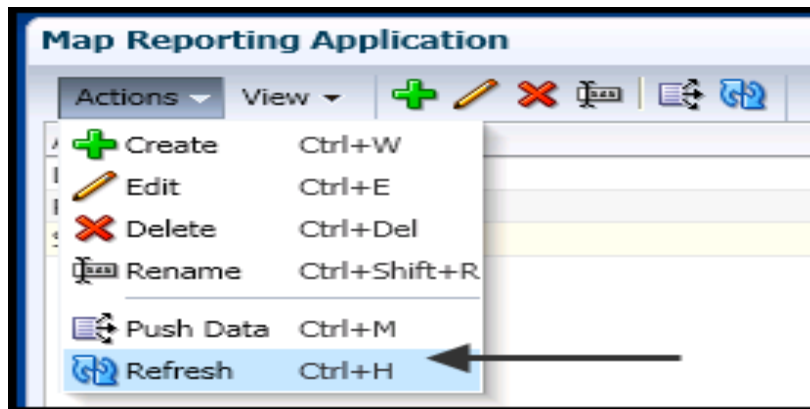 Map Reporting Application
Actions View
Create Ctrl+W
Edit Ctrl+E
Delete Ctrl+Del
Rename Ctrl+Shift+R
Push Data Ctrl+M
Refresh Ctrl+H